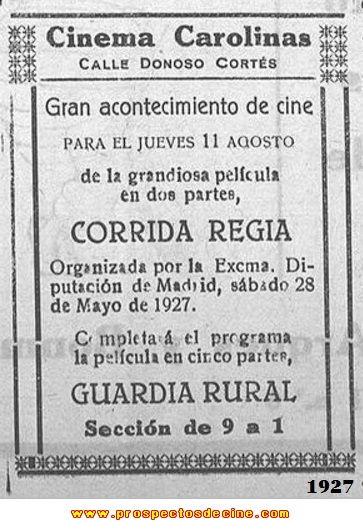 Cinema Carolinas
CALLE DONOSO CORTÉS
Gran acontecimiento de cine
PARA EL JUEVES 11 AGOSTO
de la grandiosa película
en dos partes,
CORRIDA REGIA
Organizada por la Excma. Di-
putación de Madrid, sábado 28
de Mayo de 1927.
Completará el programa
la película en cinco partes,
GUARDIA RURAL
Sección de 9 a 1
1927
www.prospectosdecine.com